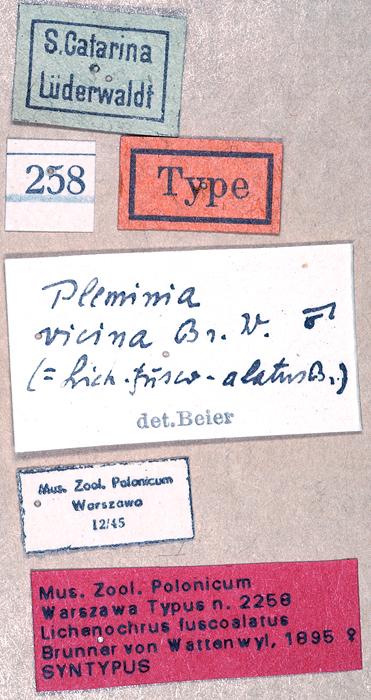 S. Catarina
Lüderwaldt
258
Type
Pleminia
vicina Br. W. ♂
(= Lich. fusco-alatus Br.)
det. Beier
Mus. Zool. Polonicum
Warszawa
12/45
Mus. Zool. Polonicum
Warszawa Typus n. 2258
Lichenochrus fuscoalatus
Brunner von Wattenwyl, 1895 ♀
SYNTYPUS